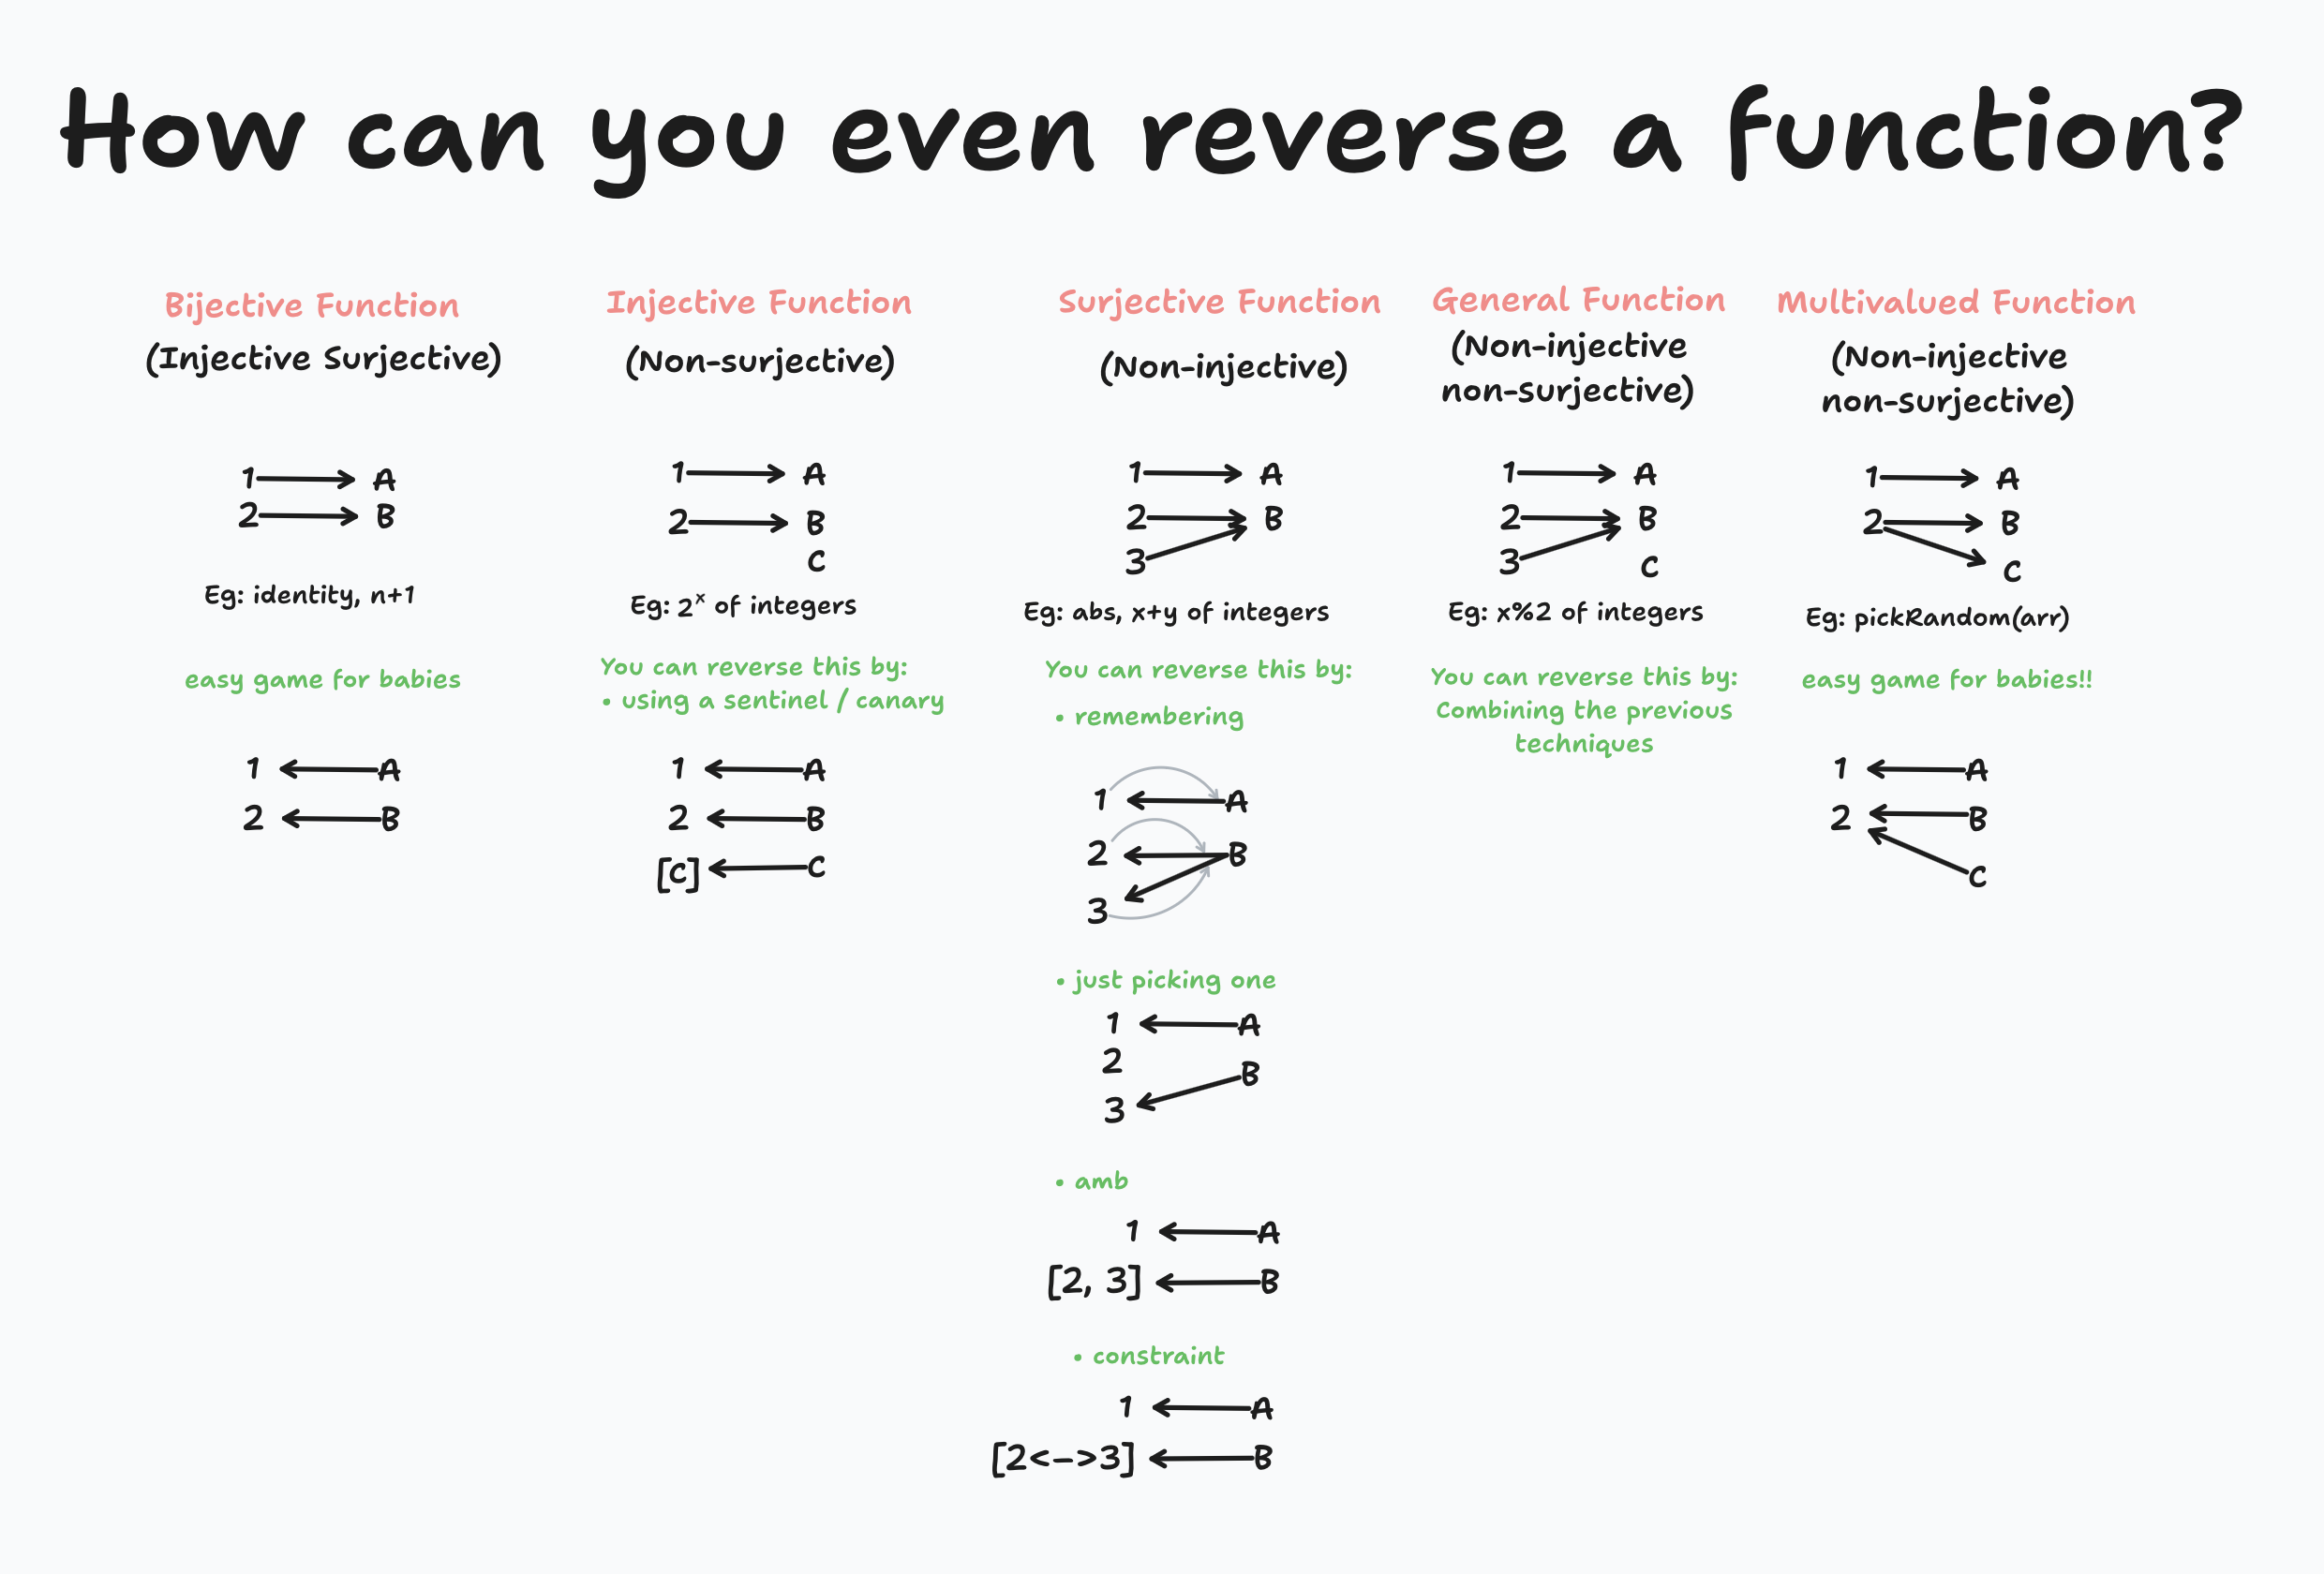 How can you even reverse a function?
Bijective Function
(Injective Surjective)
1 A
2 B
Eg: identity, n+1
easy game for babies
1 A
2 B
Injective Function
(Non-surjective)
1 A
2 B
C
Eg: 2^x of integers
You can reverse this by:
• using a sentinel / canary
1 A
2 B
[C] C
Surjective Function
(Non-injective)
1 A
2 B
3
Eg: abs, x+y of integers
You can reverse this by:
• remembering
1 A
2 B
3
• just picking one
1 A
2
B
3
• amb
1 A
[2, 3] B
• constraint
1 A
[2<->3] B
General Function
(Non-injective
non-surjective)
1 A
2 B
3 C
Eg: x%2 of integers
You can reverse this by:
Combining the previous
techniques
Multivalued Function
(Non-injective
non-surjective)
1 A
2 B
C
Eg: pickRandom(arr)
easy game for babies!!
1 A
2 B
C